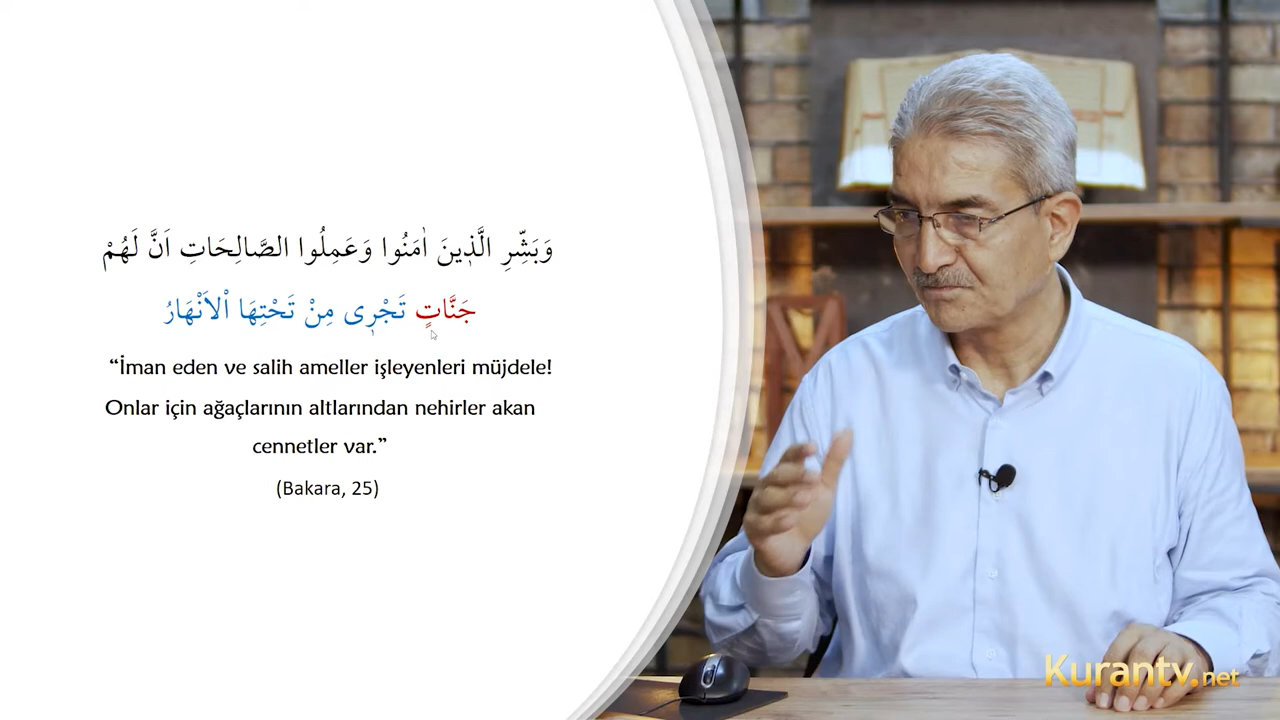 وَبَشِّرِ الَّذ۪ينَ اٰمَنُوا وَعَمِلُوا الصَّالِحَاتِ اَنَّ لَهُمْ
جَنَّاتٍ تَجْر۪ى مِنْ تَحْتِهَا الْاَنْهَارُ
“İman eden ve salih ameller işleyenleri müjdele!
Onlar için ağaçlarının altlarından nehirler akan
cennetler var.”
(Bakara, 25)
Kurantv.net